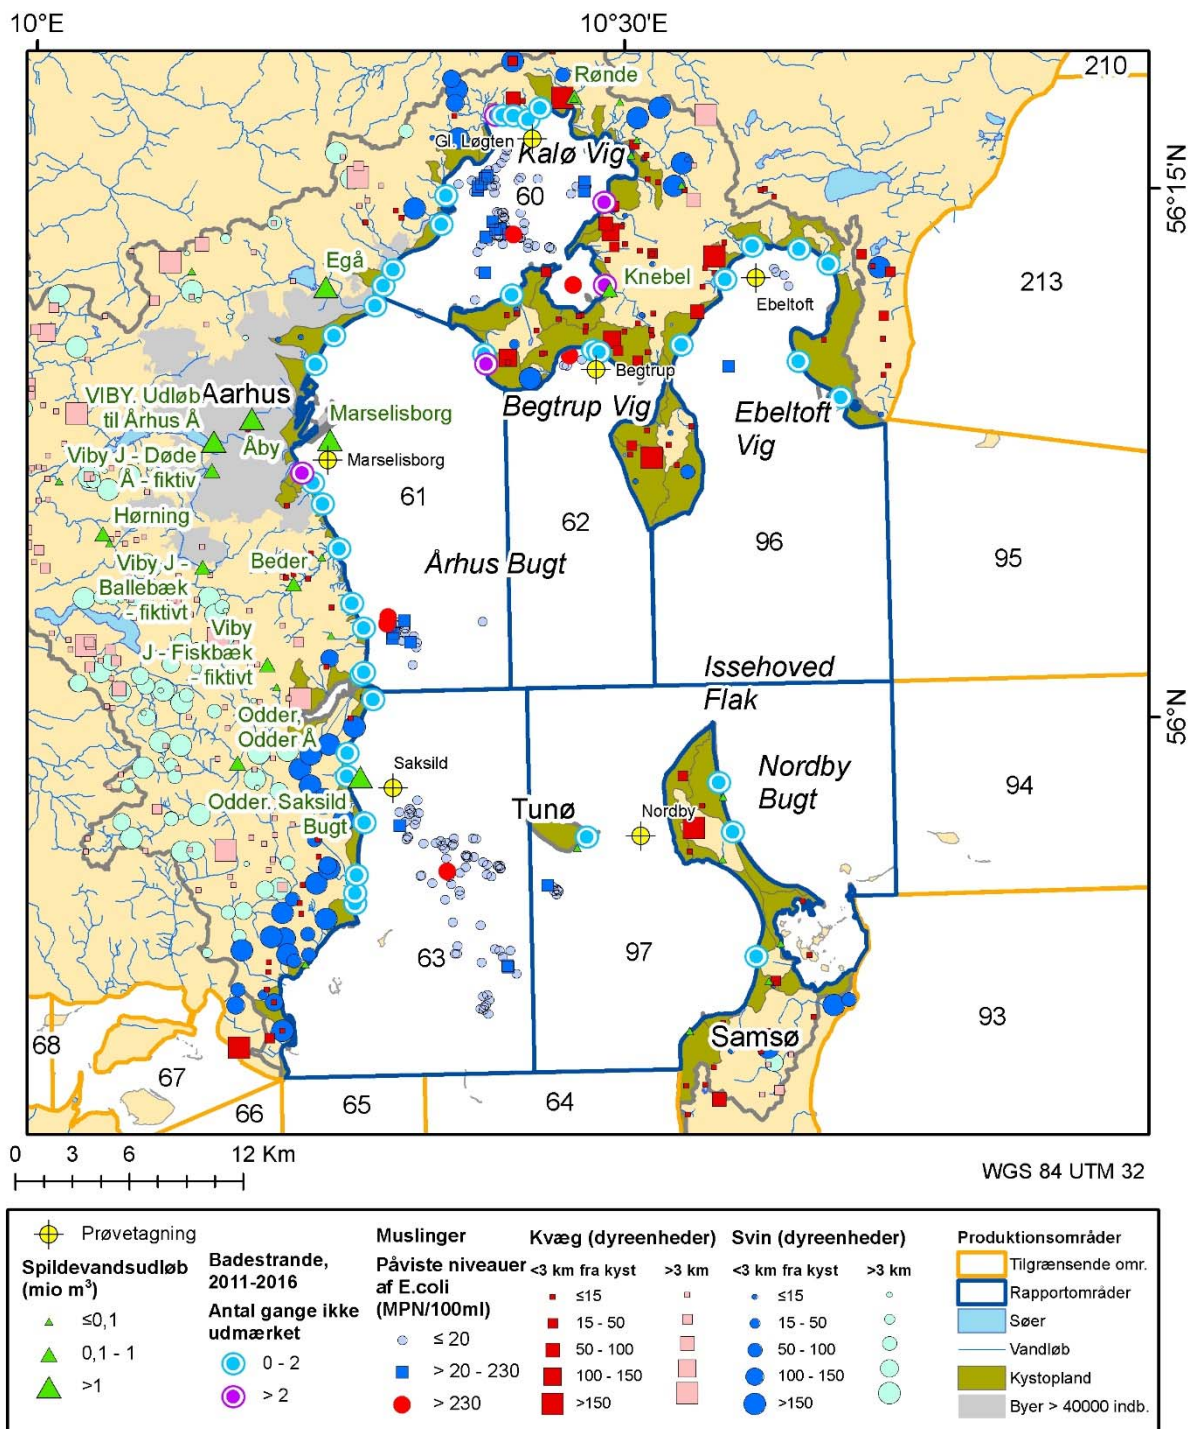 10°E
10°30'E
210
Rønde
Gl. Løgten
Kalø Vig
60
56°15'N
Egå
Knebel
Ebeltoft
213
VIBY. Udløb
til Århus Å
Aarhus
Begtrup
Marselisborg
Begtrup Vig
Ebeltoft
Vig
Åby
Viby J - Døde
Å - fiktiv
Marselisborg
61
62
96
95
Hørning
Viby J -
Ballebæk
- fiktivt
Beder
Århus Bugt
Viby
J - Fiskbæk
- fiktivt
Issehoved
Flak
56°N
Odder,
Odder Å
Saksild
Nordby
Bugt
94
Odder. Saksild
Bugt
Tunø
Nordby
63
97
93
68
67
66
65
64
Samsø
0 3 6 12 Km
WGS 84 UTM 32
Prøvetagning
Spildevandsudløb
(mio m³)
≤0,1
0,1 - 1
>1
Badestrande,
2011-2016
Antal gange ikke
udmærket
0 - 2
> 2
Muslinger
Påviste niveauer
af E.coli
(MPN/100ml)
≤ 20
> 20 - 230
> 230
Kvæg (dyreenheder)
<3 km fra kyst >3 km
≤15
15 - 50
50 - 100
100 - 150
>150
Svin (dyreenheder)
<3 km fra kyst >3 km
≤15
15 - 50
50 - 100
100 - 150
>150
Produktionsområder
Tilgrænsende omr.
Rapportområder
Søer
Vandløb
Kystopland
Byer > 40000 indb.